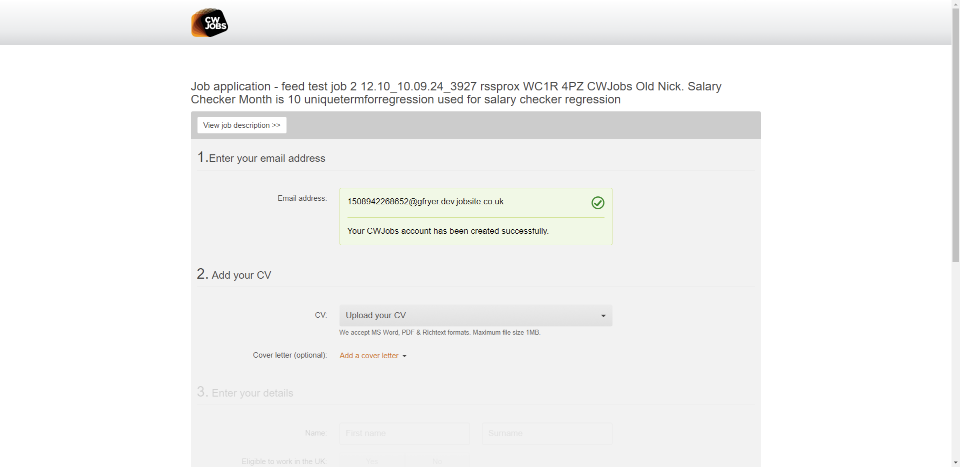 CW
JOBS
Job application - feed test job 2 12.10_10.09.24_3927 rssprox WC1R 4PZ CWJobs Old Nick. Salary
Checker Month is 10 uniquetermforregression used for salary checker regression
View job description >>
1.Enter your email address
Email address:
1508942268652@gfryer.dev.jobsite.co.uk
Your CWJobs account has been created successfully.
2. Add your CV
CV:
Upload your CV
We accept MS Word, PDF & Richtext formats. Maximum file size 1MB.
Cover letter (optional):
Add a cover letter
3. Enter your details
Name:
First name
Surname
Eligible to work in the UK:
Yes
No